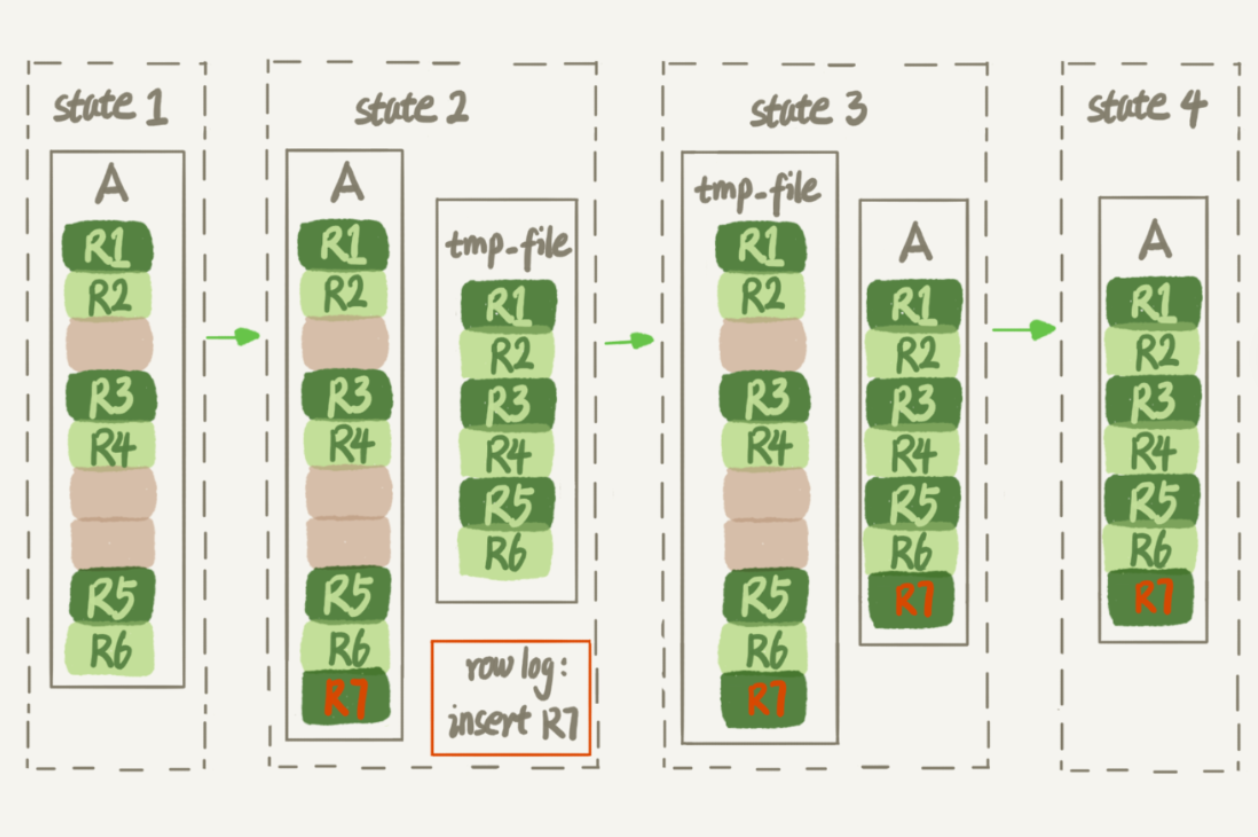 state 1
A
R1
R2
R3
R4
R5
R6
state 2
A
R1
R2
R3
R4
R5
R6
R7
tmp-file
R1
R2
R3
R4
R5
R6
row log:
insert R7
state 3
tmp-file
R1
R2
R3
R4
R5
R6
R7
A
R1
R2
R3
R4
R5
R6
R7
state 4
A
R1
R2
R3
R4
R5
R6
R7